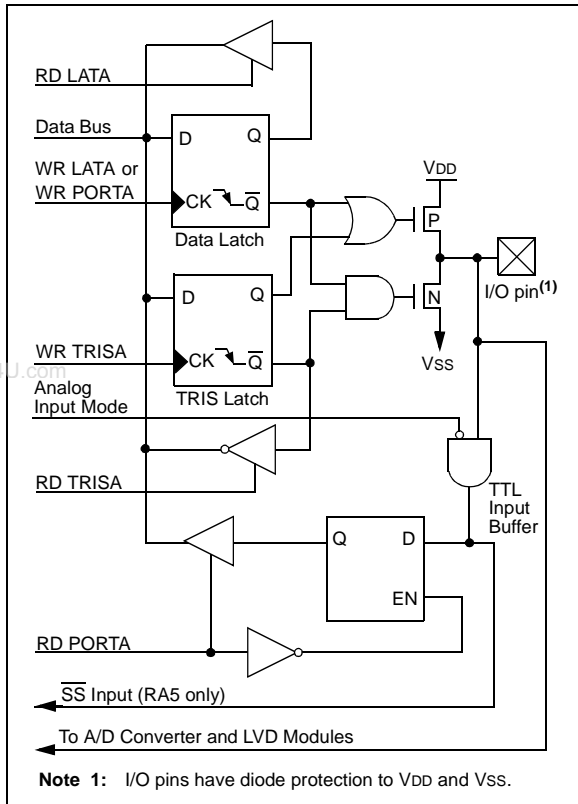 RD LATA
Data Bus
D Q
WR LATA or
WR PORTA
CK Q
Data Latch
VDD
P
I/O pin(1)
N
VSS
D Q
WR TRISA
CK Q
TRIS Latch
U.com
Analog
Input Mode
RD TRISA
TTL
Input
Buffer
Q D
EN
RD PORTA
SS Input (RA5 only)
To A/D Converter and LVD Modules
Note 1: I/O pins have diode protection to VDD and VSS.